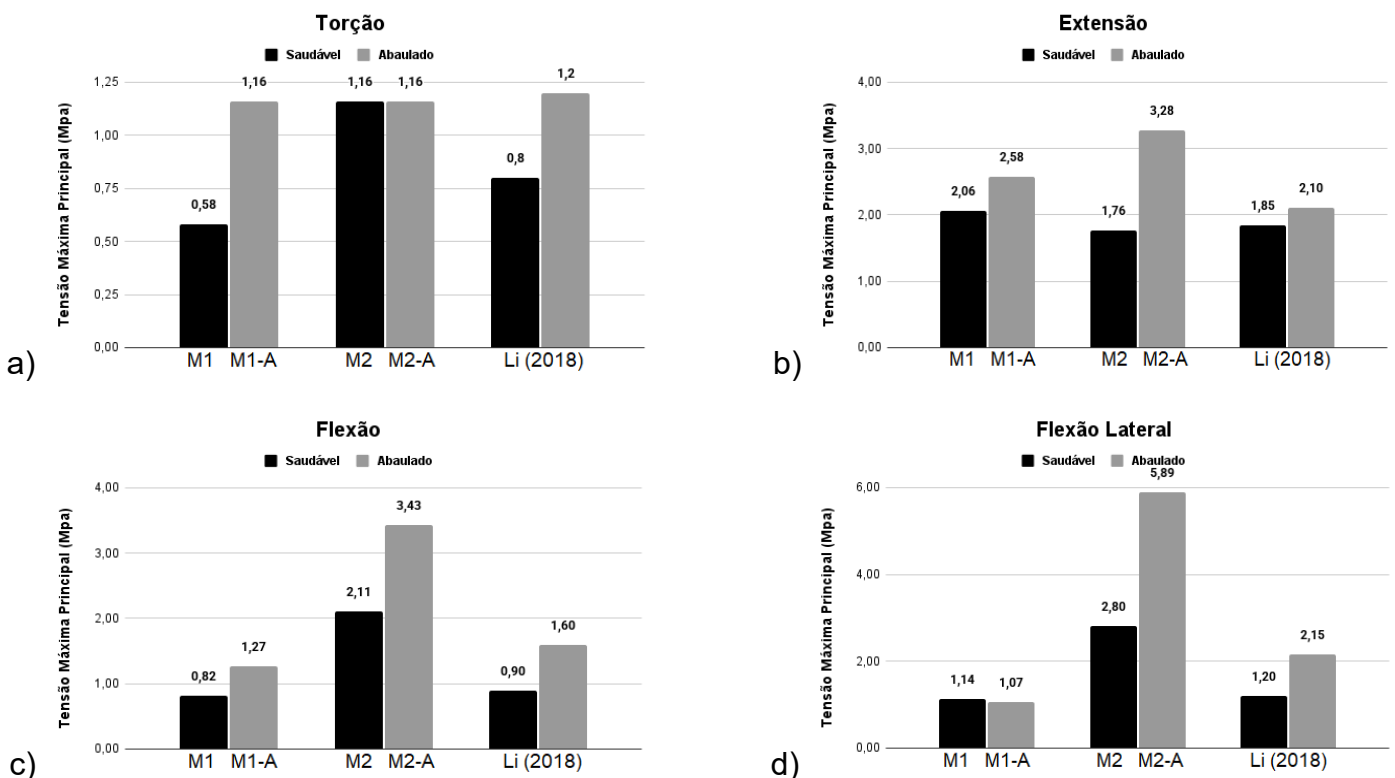 Torção
Saudável Abaulado
Tensão Máxima Principal (Mpa)
1,25
1,00
0,75
0,50
0,25
0,00
0,58
1,16
1,16
1,16
0,8
1,2
M1 M1-A M2 M2-A Li (2018)
a)
Extensão
Saudável Abaulado
Tensão Máxima Principal (Mpa)
4,00
3,00
2,00
1,00
0,00
2,06
2,58
1,76
3,28
1,85
2,10
M1 M1-A M2 M2-A Li (2018)
b)
Flexão
Saudável Abaulado
Tensão Máxima Principal (Mpa)
4,00
3,00
2,00
1,00
0,00
0,82
1,27
2,11
3,43
0,90
1,60
M1 M1-A M2 M2-A Li (2018)
c)
Flexão Lateral
Saudável Abaulado
Tensão Máxima Principal (Mpa)
6,00
4,00
2,00
0,00
1,14
1,07
2,80
5,89
1,20
2,15
M1 M1-A M2 M2-A Li (2018)
d)